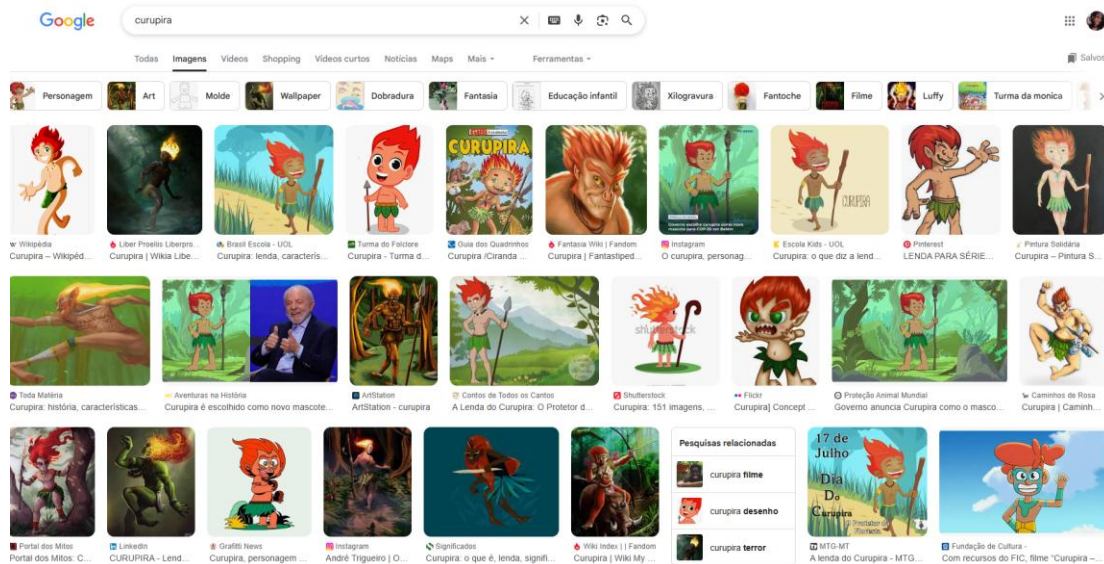 Google
curupira
Todas Imagens Vídeos Shopping Vídeos curtos Notícias Maps Mais Ferramentas
Salvos
Personagem Art Molde Wallpaper Dobradura Fantasia Educação infantil Xilogravura Fantoche Filme Luffy Turma da monica
CURUPIRA
CURUPIRA
Wikipédia
Curupira – Wikipéd...
Liber Proeliis Liberpro...
Curupira | Wikia Libe...
Brasil Escola - UOL
Curupira: lenda, caracterís...
Turma do Folclore
Curupira - Turma d...
Guia dos Quadrinhos
Curupira /Ciranda ...
Fantasia Wiki | Fandom
Curupira | Fantastiped...
Instagram
O curupira, personag...
Escola Kids - UOL
Curupira: o que diz a lend...
Pinterest
LENDA PARA SÉRIE...
Pintura Solidária
Curupira – Pintura S...
shutterstock
Toda Matéria
Curupira: história, características...
Aventuras na História
Curupira é escolhido como novo mascote...
ArtStation
ArtStation - curupira
Contos de Todos os Cantos
A Lenda do Curupira: O Protetor d...
Shutterstock
Curupira: 151 imagens, ...
Flickr
Curupira] Concept ...
Proteção Animal Mundial
Governo anuncia Curupira como o masco...
Caminhos de Rosa
Curupira | Caminh...
Pesquisas relacionadas
curupira filme
curupira desenho
curupira terror
17 de
Julho
Dia
Do
Curupira
O Protetor da
Floresta
Portal dos Mitos
Portal dos Mitos: C...
LinkedIn
CURUPIRA - Lend...
Grafitti News
Curupira, personagem ...
Instagram
André Trigueiro | O...
Significados
Curupira: o que é, lenda, signifi...
Wiki Index | | Fandom
Curupira | Wiki My ...
MTG-MT
A lenda do Curupira - MTG...
Fundação de Cultura -
Com recursos do FIC, filme "Curupira –...